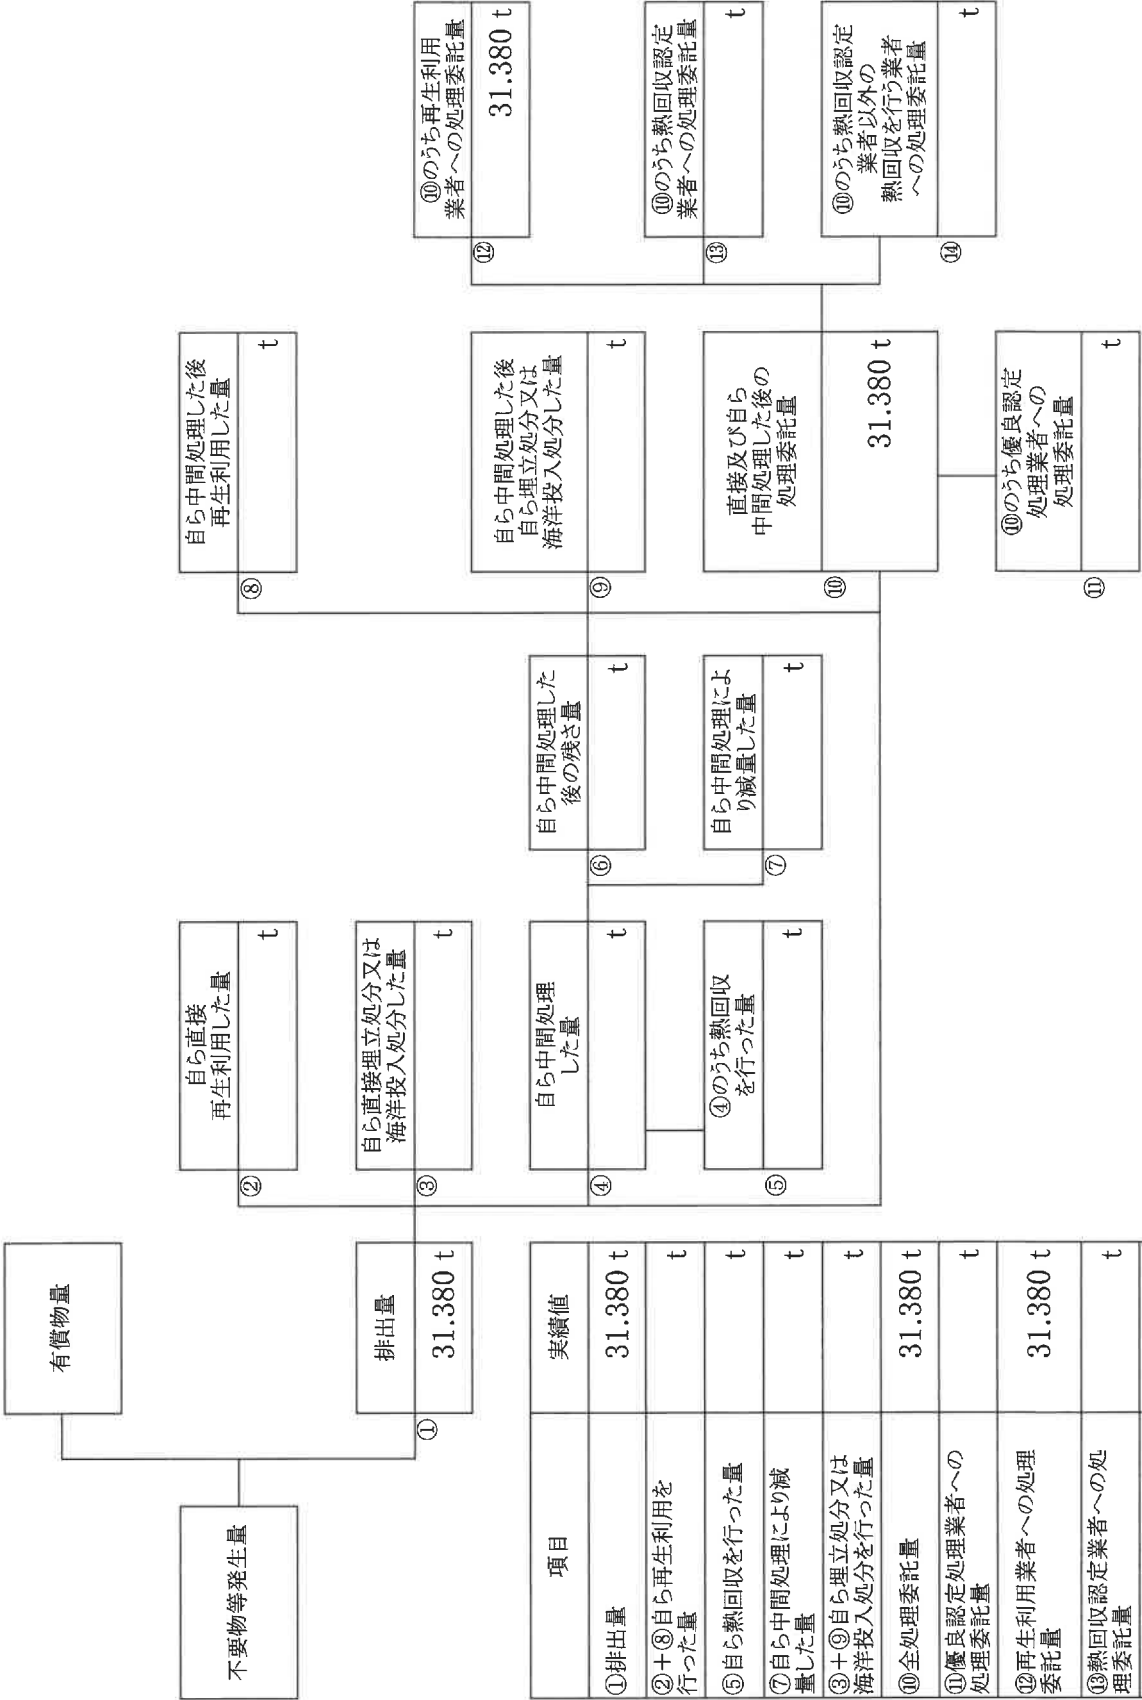 有償物量
不要物等発生量
排出量
① 31.380 t
自ら直接
再生利用した量
② t
自ら直接埋立処分又は
海洋投入処分した量
③ t
自ら中間処理
した量
④ t
④のうち熱回収
を行った量
⑤ t
自ら中間処理した
後の残さ量
⑥ t
自ら中間処理によ
り減量した量
⑦ t
自ら中間処理した後
再生利用した量
⑧ t
自ら中間処理した後
自ら埋立処分又は
海洋投入処分した量
⑨ t
直接及び自ら
中間処理した後の
処理委託量
⑩ 31.380 t
⑩のうち優良認定
処理業者への
処理委託量
⑪ t
⑩のうち再生利用
業者への処理委託量
⑫ 31.380 t
⑩のうち熱回収認定
業者への処理委託量
⑬ t
⑩のうち熱回収認定
業者以外の
熱回収を行う業者
への処理委託量
⑭ t
項目 実績値
①排出量 31.380 t
②+⑧自ら再生利用を
行った量 t
⑤自ら熱回収を行った量 t
⑦自ら中間処理により減
量した量 t
③+⑨自ら埋立処分又は
海洋投入処分を行った量 t
⑩全処理委託量 31.380 t
⑪優良認定処理業者への
処理委託量 t
⑫再生利用業者への処理
委託量 31.380 t
⑬熱回収認定業者への処
理委託量 t